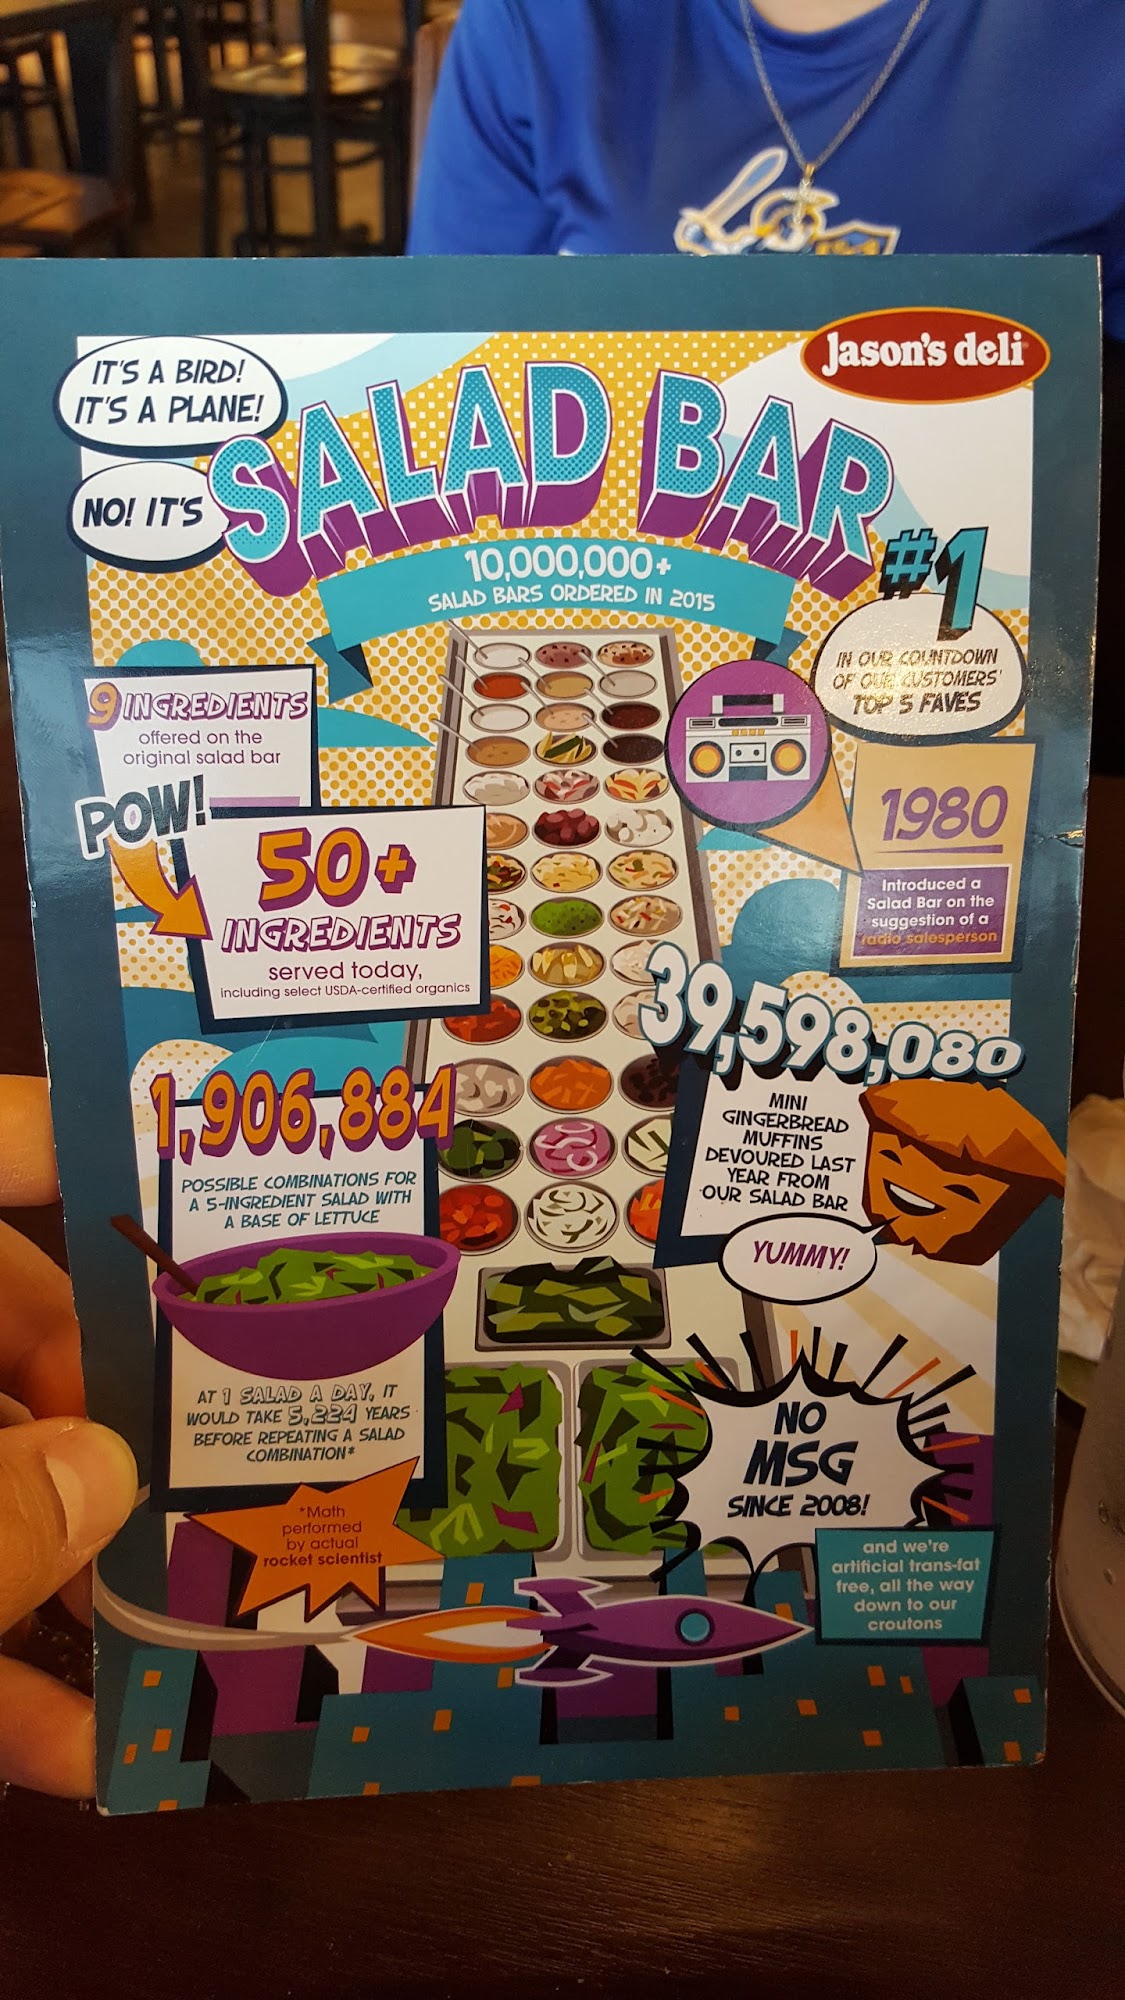 Jason's deli
IT'S A BIRD!
IT'S A PLANE!
NO! IT'S
SALAD BAR
10,000,000+
SALAD BARS ORDERED IN 2015
#1
IN OUR COUNTDOWN
OF OUR CUSTOMERS'
TOP 5 FAVES
9 INGREDIENTS
offered on the
original salad bar
POW!
50+
INGREDIENTS
served today,
including select USDA-certified organics
1980
Introduced a
Salad Bar on the
suggestion of a
radio salesperson
39,598,080
MINI
GINGERBREAD
MUFFINS
DEVOURED LAST
YEAR FROM
OUR SALAD BAR
YUMMY!
1,906,884
POSSIBLE COMBINATIONS FOR
A 5-INGREDIENT SALAD WITH
A BASE OF LETTUCE
AT 1 SALAD A DAY, IT
WOULD TAKE 5,224 YEARS
BEFORE REPEATING A SALAD
COMBINATION*
*Math
performed
by actual
rocket scientist
NO
MSG
SINCE 2008!
and we're
artificial trans-fat
free, all the way
down to our
croutons